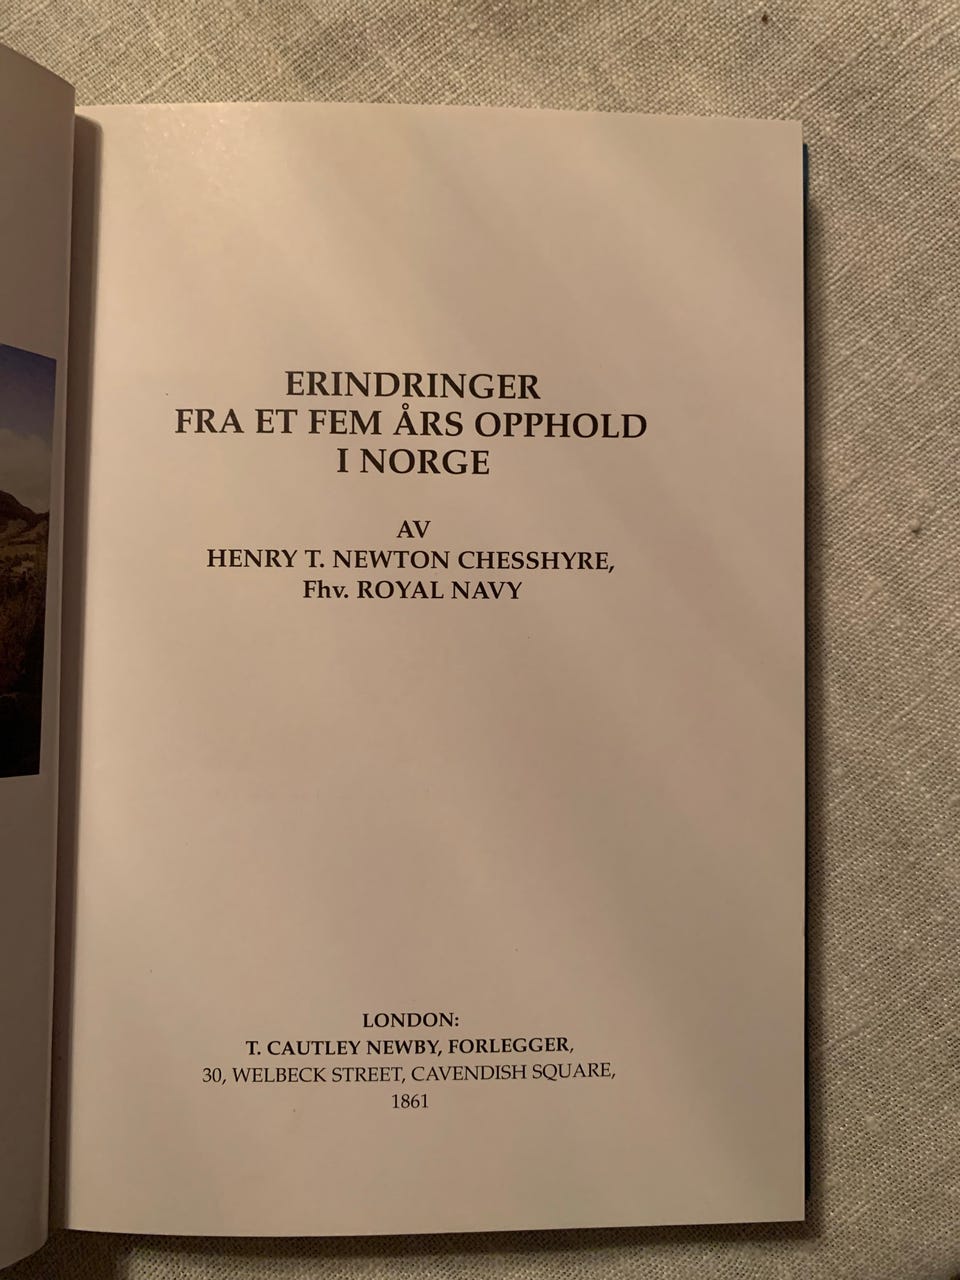 ERINDRINGER
FRA ET FEM ÅRS OPPHOLD
I NORGE
AV
HENRY T. NEWTON CHESSHYRE,
Fhv. ROYAL NAVY
LONDON:
T. CAUTLEY NEWBY, FORLEGGER,
30, WELBECK STREET, CAVENDISH SQUARE,
1861